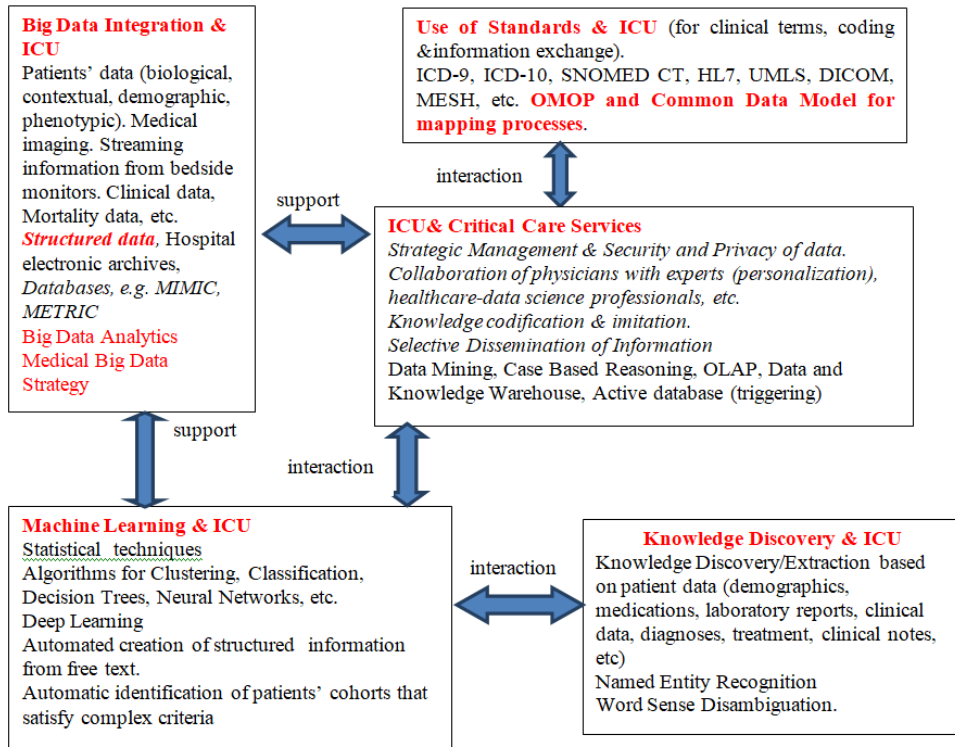 Big Data Integration &
ICU
Patients' data (biological,
contextual, demographic,
phenotypic). Medical
imaging. Streaming
information from bedside
monitors. Clinical data,
Mortality data, etc.
Structured data, Hospital
electronic archives,
Databases, e.g. MIMIC,
METRIC
Big Data Analytics
Medical Big Data
Strategy
Use of Standards & ICU (for clinical terms, coding
&information exchange).
ICD-9, ICD-10, SNOMED CT, HL7, UMLS, DICOM,
MESH, etc. OMOP and Common Data Model for
mapping processes.
interaction
support
ICU& Critical Care Services
Strategic Management & Security and Privacy of data.
Collaboration of physicians with experts (personalization),
healthcare-data science professionals, etc.
Knowledge codification & imitation.
Selective Dissemination of Information
Data Mining, Case Based Reasoning, OLAP, Data and
Knowledge Warehouse, Active database (triggering)
support
interaction
Machine Learning & ICU
Statistical techniques
Algorithms for Clustering, Classification,
Decision Trees, Neural Networks, etc.
Deep Learning
Automated creation of structured information
from free text.
Automatic identification of patients' cohorts that
satisfy complex criteria
interaction
Knowledge Discovery & ICU
Knowledge Discovery/Extraction based
on patient data (demographics,
medications, laboratory reports, clinical
data, diagnoses, treatment, clinical notes,
etc)
Named Entity Recognition
Word Sense Disambiguation.